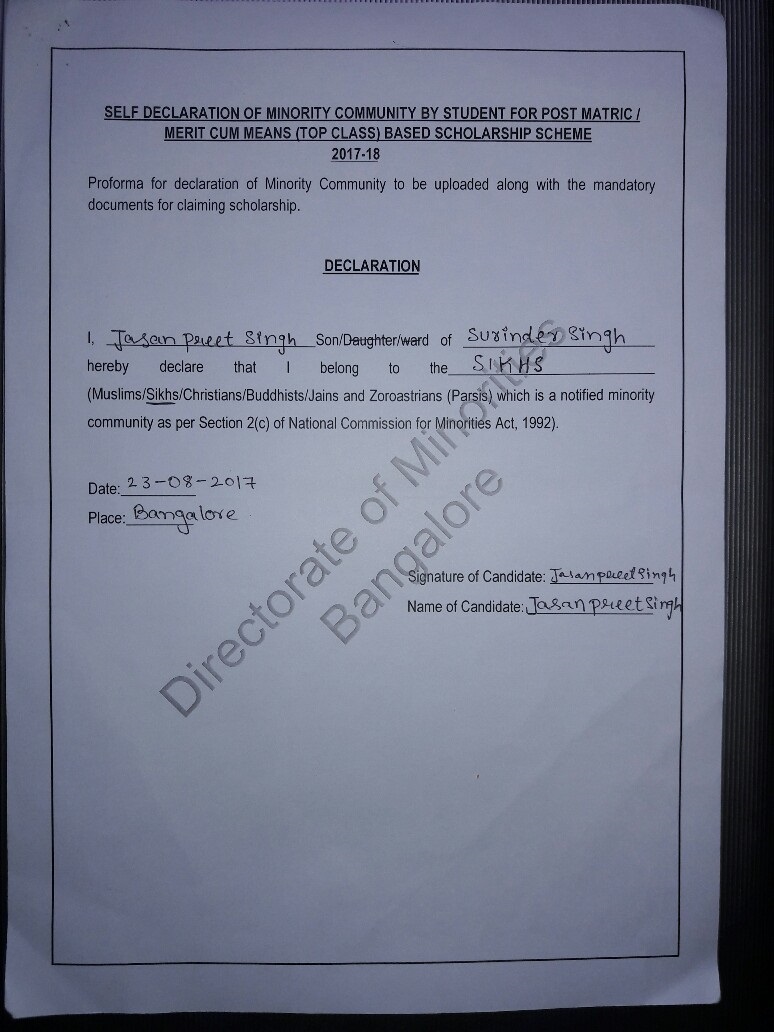 SELF DECLARATION OF MINORITY COMMUNITY BY STUDENT FOR POST MATRIC /
MERIT CUM MEANS (TOP CLASS) BASED SCHOLARSHIP SCHEME
2017-18
Proforma for declaration of Minority Community to be uploaded along with the mandatory
documents for claiming scholarship.
DECLARATION
I, Jasan preet Singh Son/Daughter/ward of Surinder Singh
hereby declare that I belong to the SIKHS
(Muslims/Sikhs/Christians/Buddhists/Jains and Zoroastrians (Parsis) which is a notified minority
community as per Section 2(c) of National Commission for Minorities Act, 1992).
Date: 23-08-2017
Place: Bangalore
Signature of Candidate: Jasanpreet Singh
Name of Candidate: Jasan preet Singh
Directorate of Minorities
Bangalore